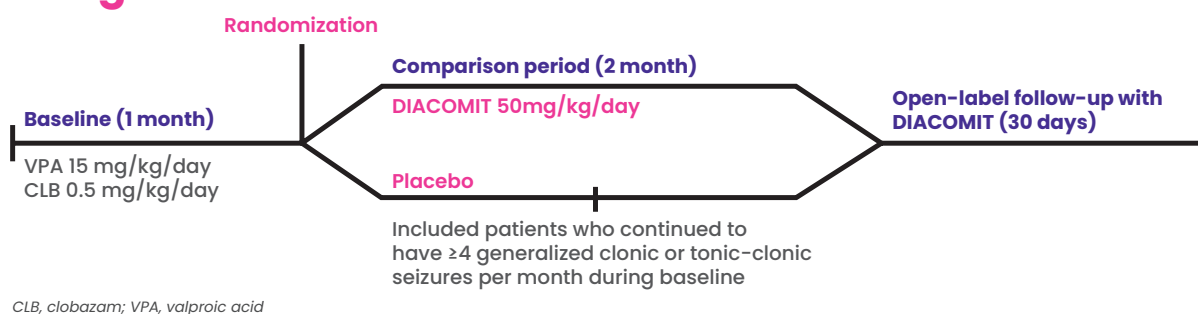 Randomization
Comparison period (2 month)
DIACOMIT 50mg/kg/day
Open-label follow-up with
DIACOMIT (30 days)
Baseline (1 month)
VPA 15 mg/kg/day
CLB 0.5 mg/kg/day
Placebo
Included patients who continued to
have ≥4 generalized clonic or tonic-clonic
seizures per month during baseline
CLB, clobazam; VPA, valproic acid